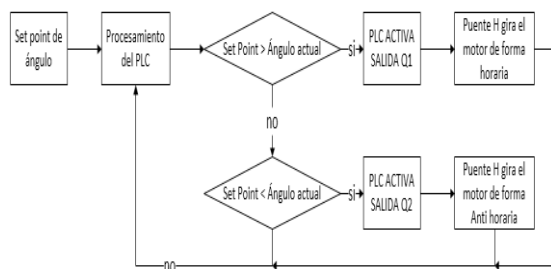 Set point de
ángulo
Procesamiento
del PLC
Set Point > Ángulo actual
si
PLC ACTIVA
SALIDA Q1
Puente H gira el
motor de forma
horaria
no
Set Point < Ángulo actual
si
PLC ACTIVA
SALIDA Q2
Puente H gira el
motor de forma
Anti horaria
no